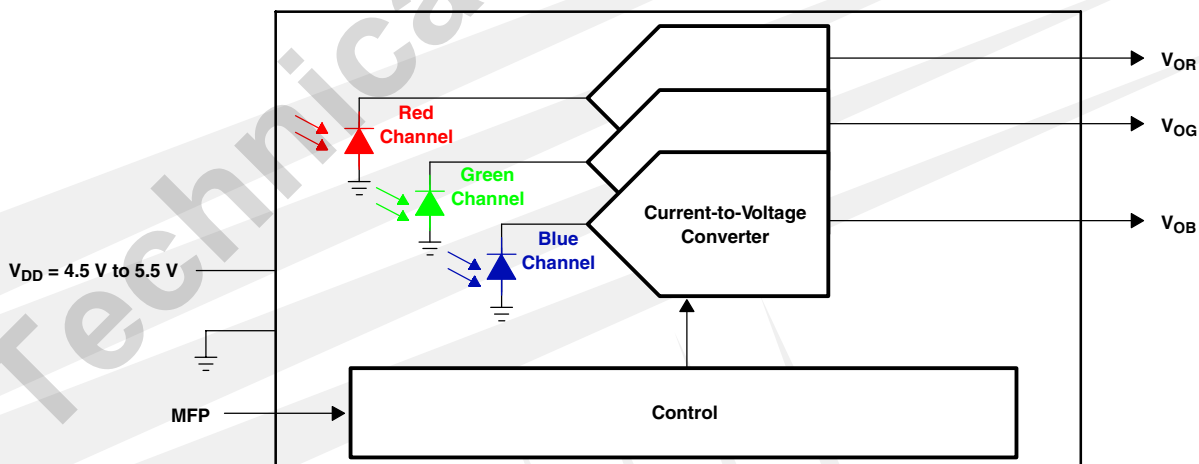 V_OR
Red
Channel
V_OG
Green
Channel
Current-to-Voltage
Converter
V_OB
Blue
Channel
V_DD = 4.5 V to 5.5 V
MFP
Control
Technica